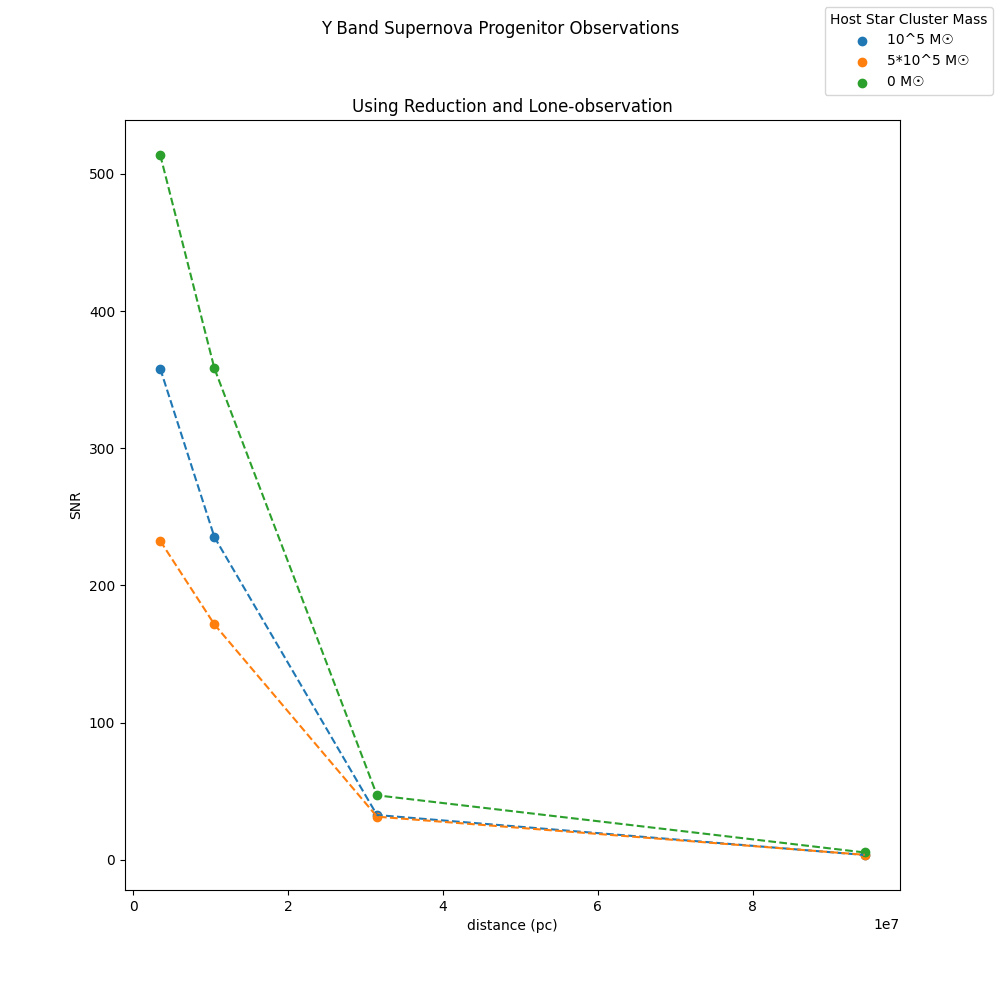 Y Band Supernova Progenitor Observations
Host Star Cluster Mass
10^5 M☉
5*10^5 M☉
0 M☉
Using Reduction and Lone-observation
500
400
300
200
100
0
SNR
0 2 4 6 8
1e7
distance (pc)